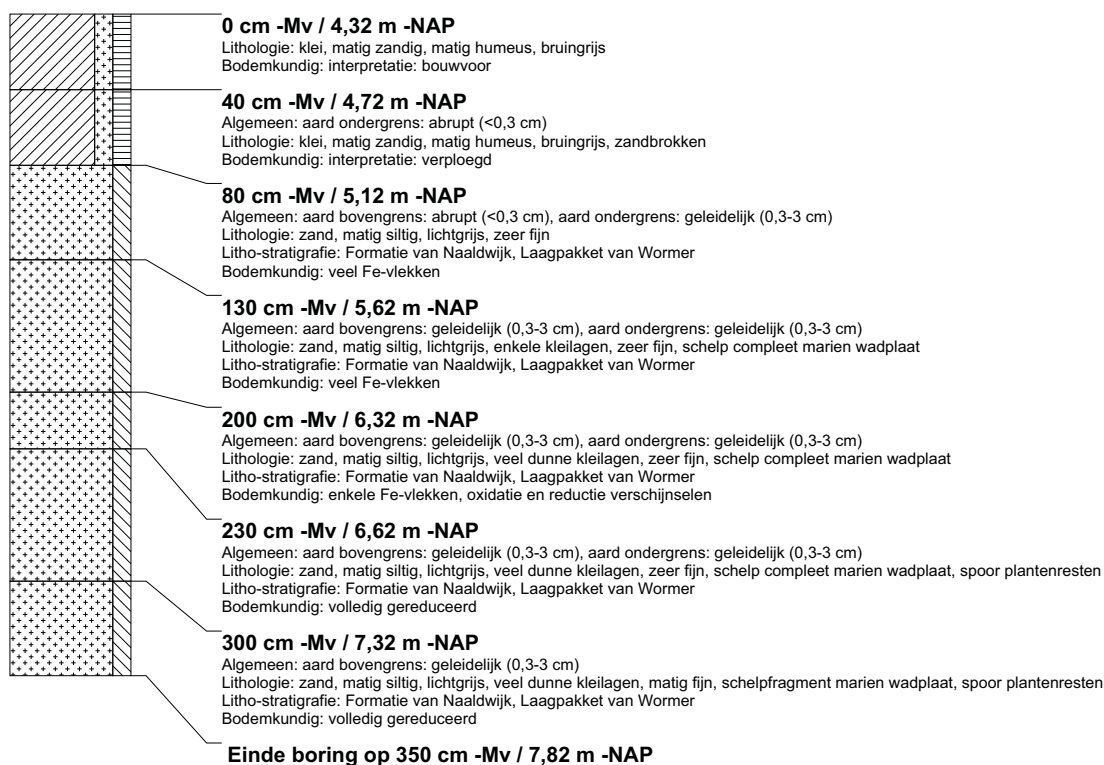 0 cm -Mv / 4,32 m -NAP
Lithologie: klei, matig zandig, matig humeus, bruingrijs
Bodemkundig: interpretatie: bouwvoor
40 cm -Mv / 4,72 m -NAP
Algemeen: aard ondergrens: abrupt (<0,3 cm)
Lithologie: klei, matig zandig, matig humeus, bruingrijs, zandbrokken
Bodemkundig: interpretatie: verploegd
80 cm -Mv / 5,12 m -NAP
Algemeen: aard bovengrens: abrupt (<0,3 cm), aard ondergrens: geleidelijk (0,3-3 cm)
Lithologie: zand, matig siltig, lichtgrijs, zeer fijn
Litho-stratigrafie: Formatie van Naaldwijk, Laagpakket van Wormer
Bodemkundig: veel Fe-vlekken
130 cm -Mv / 5,62 m -NAP
Algemeen: aard bovengrens: geleidelijk (0,3-3 cm), aard ondergrens: geleidelijk (0,3-3 cm)
Lithologie: zand, matig siltig, lichtgrijs, enkele kleilagen, zeer fijn, schelp compleet marien wadplaat
Litho-stratigrafie: Formatie van Naaldwijk, Laagpakket van Wormer
Bodemkundig: veel Fe-vlekken
200 cm -Mv / 6,32 m -NAP
Algemeen: aard bovengrens: geleidelijk (0,3-3 cm), aard ondergrens: geleidelijk (0,3-3 cm)
Lithologie: zand, matig siltig, lichtgrijs, veel dunne kleilagen, zeer fijn, schelp compleet marien wadplaat
Litho-stratigrafie: Formatie van Naaldwijk, Laagpakket van Wormer
Bodemkundig: enkele Fe-vlekken, oxidatie en reductie verschijnselen
230 cm -Mv / 6,62 m -NAP
Algemeen: aard bovengrens: geleidelijk (0,3-3 cm), aard ondergrens: geleidelijk (0,3-3 cm)
Lithologie: zand, matig siltig, lichtgrijs, veel dunne kleilagen, zeer fijn, schelp compleet marien wadplaat, spoor plantenresten
Litho-stratigrafie: Formatie van Naaldwijk, Laagpakket van Wormer
Bodemkundig: volledig gereduceerd
300 cm -Mv / 7,32 m -NAP
Algemeen: aard bovengrens: geleidelijk (0,3-3 cm)
Lithologie: zand, matig siltig, lichtgrijs, veel dunne kleilagen, matig fijn, schelpfragment marien wadplaat, spoor plantenresten
Litho-stratigrafie: Formatie van Naaldwijk, Laagpakket van Wormer
Bodemkundig: volledig gereduceerd
Einde boring op 350 cm -Mv / 7,82 m -NAP